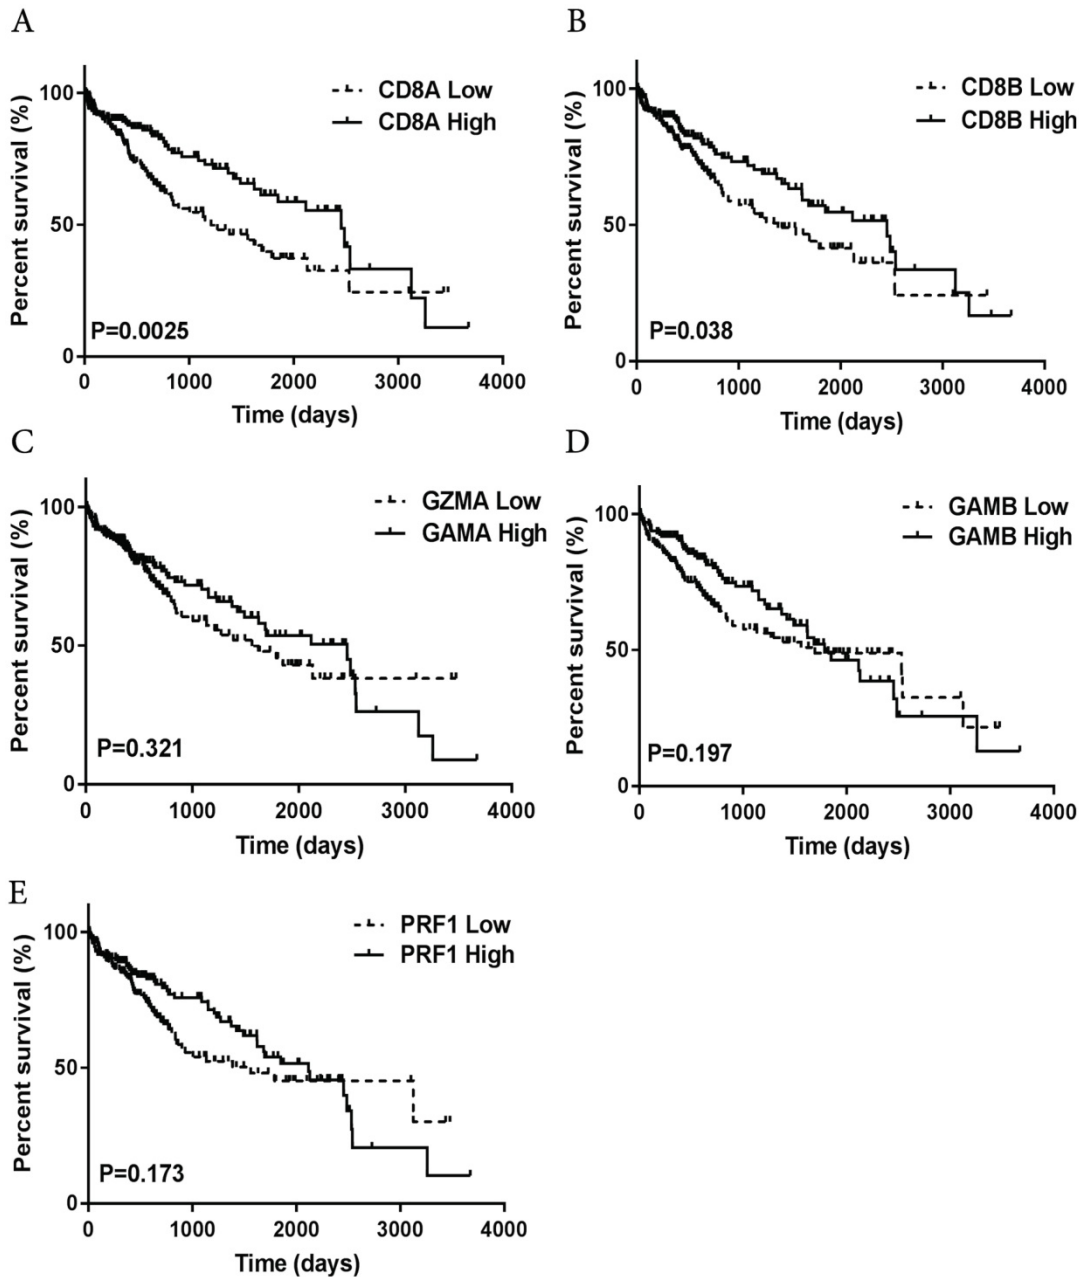 A
Percent survival (%)
100
50
0
CD8A Low
CD8A High
P=0.0025
0 1000 2000 3000 4000
Time (days)
B
Percent survival (%)
100
50
0
CD8B Low
CD8B High
P=0.038
0 1000 2000 3000 4000
Time (days)
C
Percent survival (%)
100
50
0
GZMA Low
GAMA High
P=0.321
0 1000 2000 3000 4000
Time (days)
D
Percent survival (%)
100
50
0
GAMB Low
GAMB High
P=0.197
0 1000 2000 3000 4000
Time (days)
E
Percent survival (%)
100
50
0
PRF1 Low
PRF1 High
P=0.173
0 1000 2000 3000 4000
Time (days)